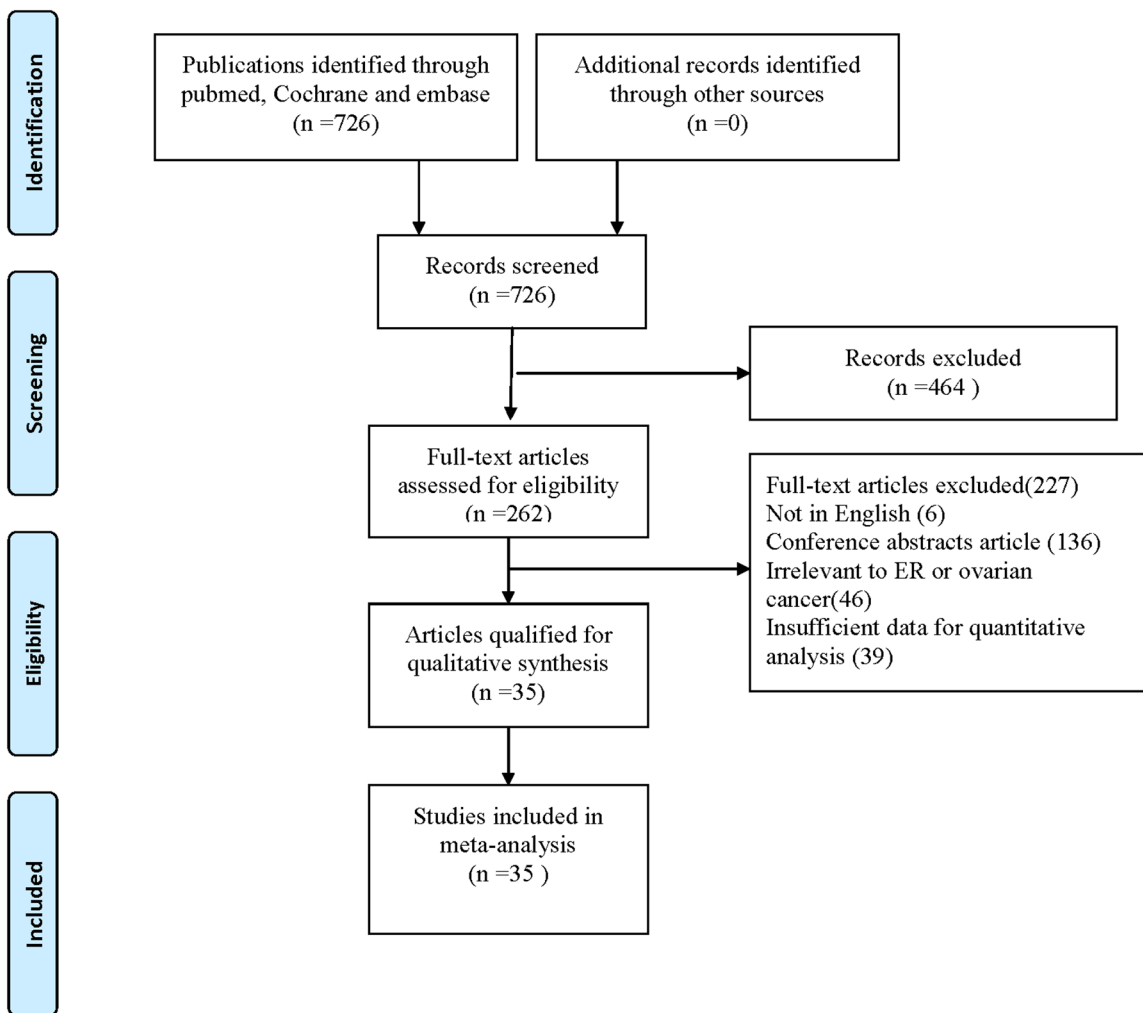 Identification
Publications identified through
pubmed, Cochrane and embase
(n =726)
Additional records identified
through other sources
(n =0)
Screening
Records screened
(n =726)
Records excluded
(n =464 )
Full-text articles
assessed for eligibility
(n =262)
Eligibility
Full-text articles excluded(227)
Not in English (6)
Conference abstracts article (136)
Irrelevant to ER or ovarian
cancer(46)
Insufficient data for quantitative
analysis (39)
Articles qualified for
qualitative synthesis
(n =35)
Included
Studies included in
meta-analysis
(n =35 )